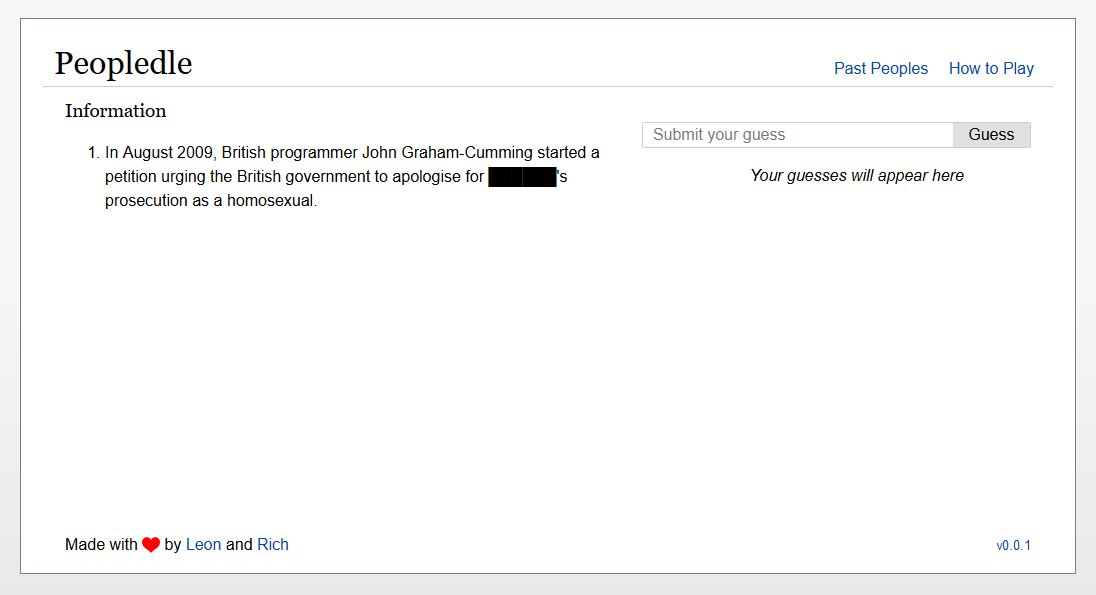 Peopledle
Past Peoples How to Play
Information
Submit your guess Guess
1. In August 2009, British programmer John Graham-Cumming started a
petition urging the British government to apologise for ██████'s
prosecution as a homosexual.
Your guesses will appear here
Made with ❤ by Leon and Rich
v0.0.1